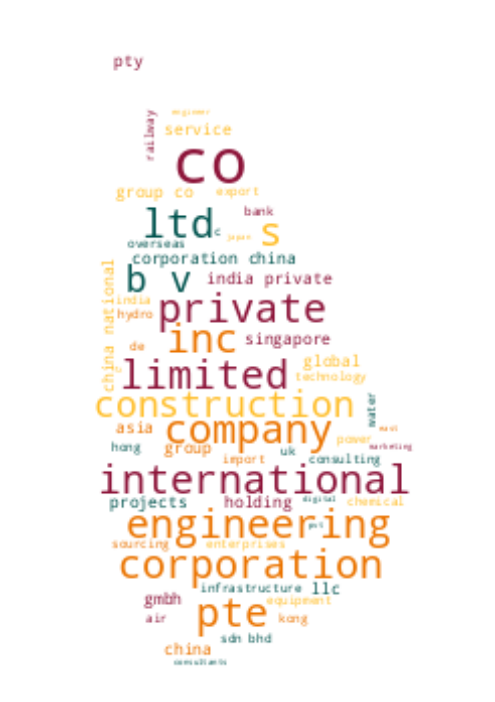 pty
engineer
railway
service
co
group co
export
bank
ltd
c
s
japan
overseas
corporation china
b v
india private
china national
india
private
hydro
inc
singapore
de
global
limited
technology
construction
water
asia
company
power
marketing
hong
group
uk
import
consulting
international
projects
holding
digital
chemical
engineering
sourcing
enterprises
corporation
infrastructure
llc
gmbh
pte
equipment
air
kong
sdn bhd
china
consultants